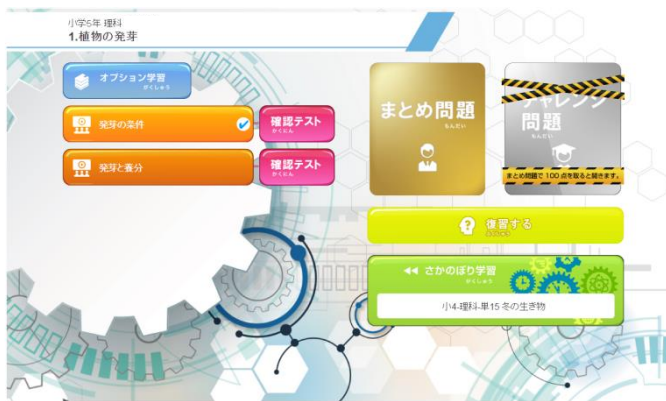 小学5年 理科
1.植物の発芽
オプション学習
がくしゅう
発芽の条件
確認テスト
かくにん
発芽と養分
確認テスト
かくにん
まとめ問題
もんだい
チャレンジ
問題
もんだい
まとめ問題で100点を取ると開きます。
復習する
ふくしゅう
さかのぼり学習
がくしゅう
小4-理科-単15 冬の生き物